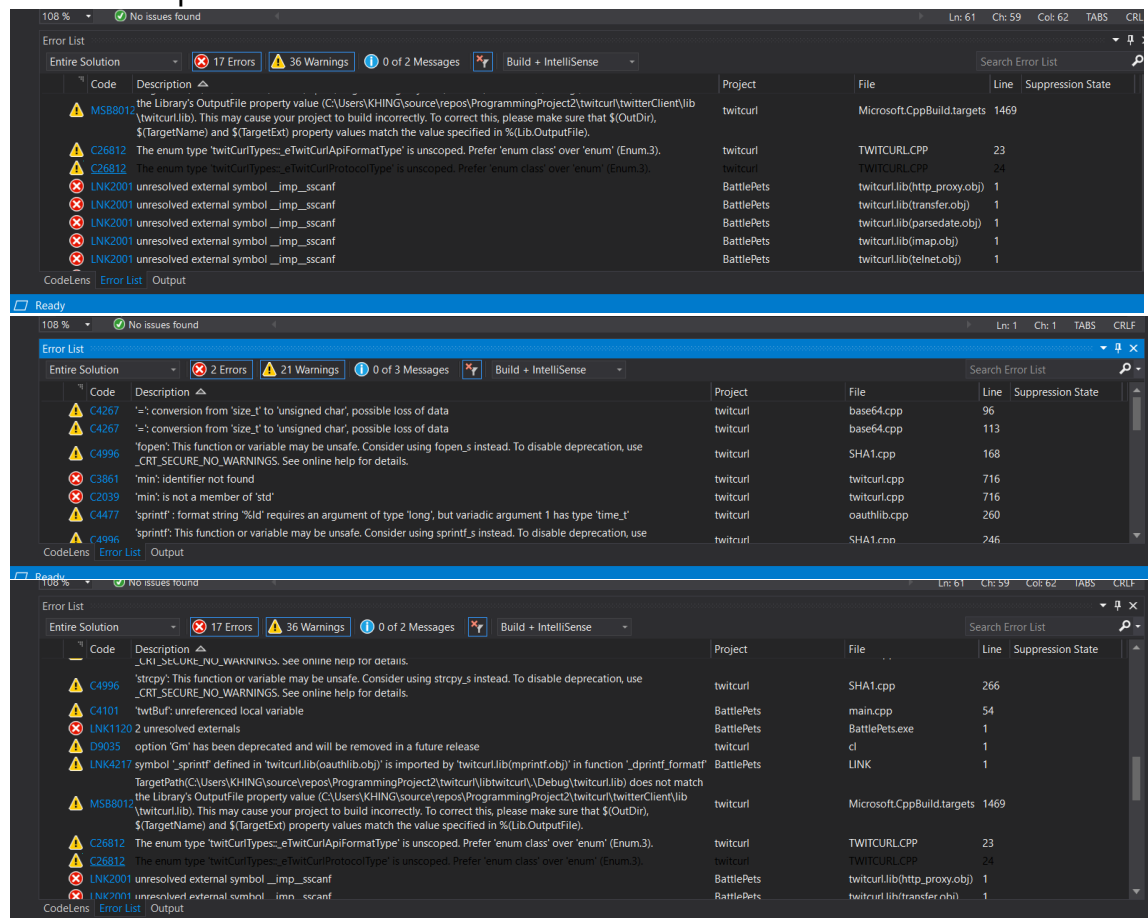 108 % No issues found Ln: 61 Ch: 59 Col: 62 TABS CRL
Error List
Entire Solution 17 Errors 36 Warnings 0 of 2 Messages Build + IntelliSense Search Error List
Code Description Project File Line Suppression State
MSB8012 the Library's OutputFile property value (C:\Users\KHING\source\repos\ProgrammingProject2\twitcurl\twitterClient\lib
\twitcurl.lib). This may cause your project to build incorrectly. To correct this, please make sure that $(OutDir), twitcurl Microsoft.CppBuild.targets 1469
$(TargetName) and $(TargetExt) property values match the value specified in %(Lib.OutputFile).
C26812 The enum type 'twitCurlTypes::_eTwitCurlApiFormatType' is unscoped. Prefer 'enum class' over 'enum' (Enum.3). twitcurl TWITCURL.CPP 23
C26812 The enum type 'twitCurlTypes::_eTwitCurlProtocolType' is unscoped. Prefer 'enum class' over 'enum' (Enum.3). twitcurl TWITCURL.CPP 24
LNK2001 unresolved external symbol __imp__sscanf BattlePets twitcurl.lib(http_proxy.obj) 1
LNK2001 unresolved external symbol __imp__sscanf BattlePets twitcurl.lib(transfer.obj) 1
LNK2001 unresolved external symbol __imp__sscanf BattlePets twitcurl.lib(parsedate.obj) 1
LNK2001 unresolved external symbol __imp__sscanf BattlePets twitcurl.lib(imap.obj) 1
LNK2001 unresolved external symbol __imp__sscanf BattlePets twitcurl.lib(telnet.obj) 1
CodeLens Error List Output
Ready
108 % No issues found Ln: 1 Ch: 1 TABS CRLF
Error List
Entire Solution 2 Errors 21 Warnings 0 of 3 Messages Build + IntelliSense Search Error List
Code Description Project File Line Suppression State
C4267 '=': conversion from 'size_t' to 'unsigned char', possible loss of data twitcurl base64.cpp 96
C4267 '=': conversion from 'size_t' to 'unsigned char', possible loss of data twitcurl base64.cpp 113
C4996 'fopen': This function or variable may be unsafe. Consider using fopen_s instead. To disable deprecation, use twitcurl SHA1.cpp 168
_CRT_SECURE_NO_WARNINGS. See online help for details.
C3861 'min': identifier not found twitcurl twitcurl.cpp 716
C2039 'min': is not a member of 'std' twitcurl twitcurl.cpp 716
C4477 'sprintf' : format string '%ld' requires an argument of type 'long', but variadic argument 1 has type 'time_t' twitcurl oauthlib.cpp 260
C4996 'sprintf': This function or variable may be unsafe. Consider using sprintf_s instead. To disable deprecation, use twitcurl SHA1.cpp 246
CodeLens Error List Output
Ready
108 % No issues found Ln: 61 Ch: 59 Col: 62 TABS CRLF
Error List
Entire Solution 17 Errors 36 Warnings 0 of 2 Messages Build + IntelliSense Search Error List
Code Description Project File Line Suppression State
_CRT_SECURE_NO_WARNINGS. See online help for details.
C4996 'strcpy': This function or variable may be unsafe. Consider using strcpy_s instead. To disable deprecation, use twitcurl SHA1.cpp 266
_CRT_SECURE_NO_WARNINGS. See online help for details.
C4101 'twtBuf': unreferenced local variable BattlePets main.cpp 54
LNK1120 2 unresolved externals BattlePets BattlePets.exe 1
D9035 option 'Gm' has been deprecated and will be removed in a future release twitcurl cl 1
LNK4217 symbol '_sprintf' defined in 'twitcurl.lib(oauthlib.obj)' is imported by 'twitcurl.lib(mprintf.obj)' in function '_dprintf_formatf' BattlePets LINK 1
TargetPath(C:\Users\KHING\source\repos\ProgrammingProject2\twitcurl\libtwitcurl\.\Debug\twitcurl.lib) does not match
MSB8012 the Library's OutputFile property value (C:\Users\KHING\source\repos\ProgrammingProject2\twitcurl\twitterClient\lib twitcurl Microsoft.CppBuild.targets 1469
\twitcurl.lib). This may cause your project to build incorrectly. To correct this, please make sure that $(OutDir),
$(TargetName) and $(TargetExt) property values match the value specified in %(Lib.OutputFile).
C26812 The enum type 'twitCurlTypes::_eTwitCurlApiFormatType' is unscoped. Prefer 'enum class' over 'enum' (Enum.3). twitcurl TWITCURL.CPP 23
C26812 The enum type 'twitCurlTypes::_eTwitCurlProtocolType' is unscoped. Prefer 'enum class' over 'enum' (Enum.3). twitcurl TWITCURL.CPP 24
LNK2001 unresolved external symbol __imp__sscanf BattlePets twitcurl.lib(http_proxy.obj) 1
LNK2001 unresolved external symbol __imp__sscanf BattlePets twitcurl.lib(transfer.obj) 1
CodeLens Error List Output